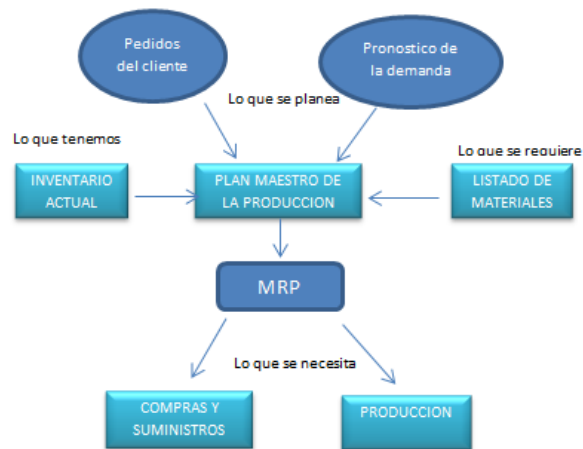 Pedidos
del cliente
Pronostico de
la demanda
Lo que se planea
Lo que tenemos
Lo que se requiere
INVENTARIO
ACTUAL
PLAN MAESTRO DE
LA PRODUCCION
LISTADO DE
MATERIALES
MRP
Lo que se necesita
COMPRAS Y
SUMINISTROS
PRODUCCION